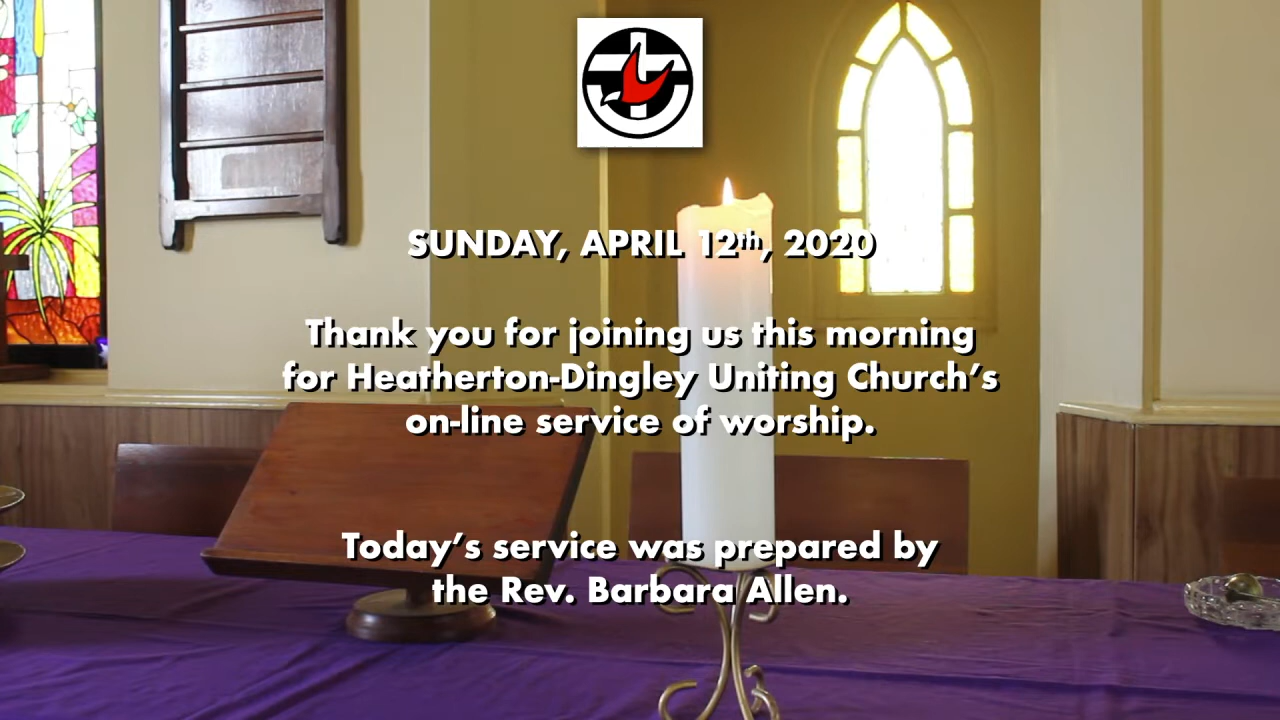 SUNDAY, APRIL 12th, 2020
Thank you for joining us this morning
for Heatherton-Dingley Uniting Church’s
on-line service of worship.
Today’s service was prepared by
the Rev. Barbara Allen.